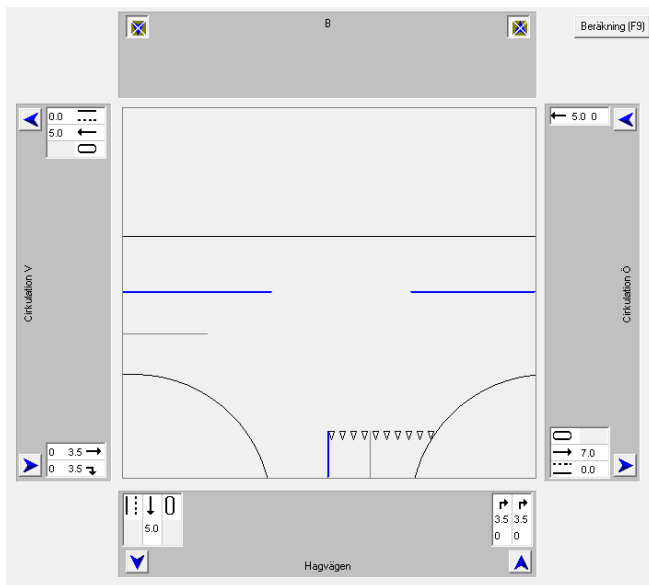 B
Beräkning (F9)
0.0
5.0
5.0 0
Cirkulation V
Cirkulation Ö
0 3.5
0 3.5
7.0
0.0
5.0
3.5 3.5
0 0
Hagvägen